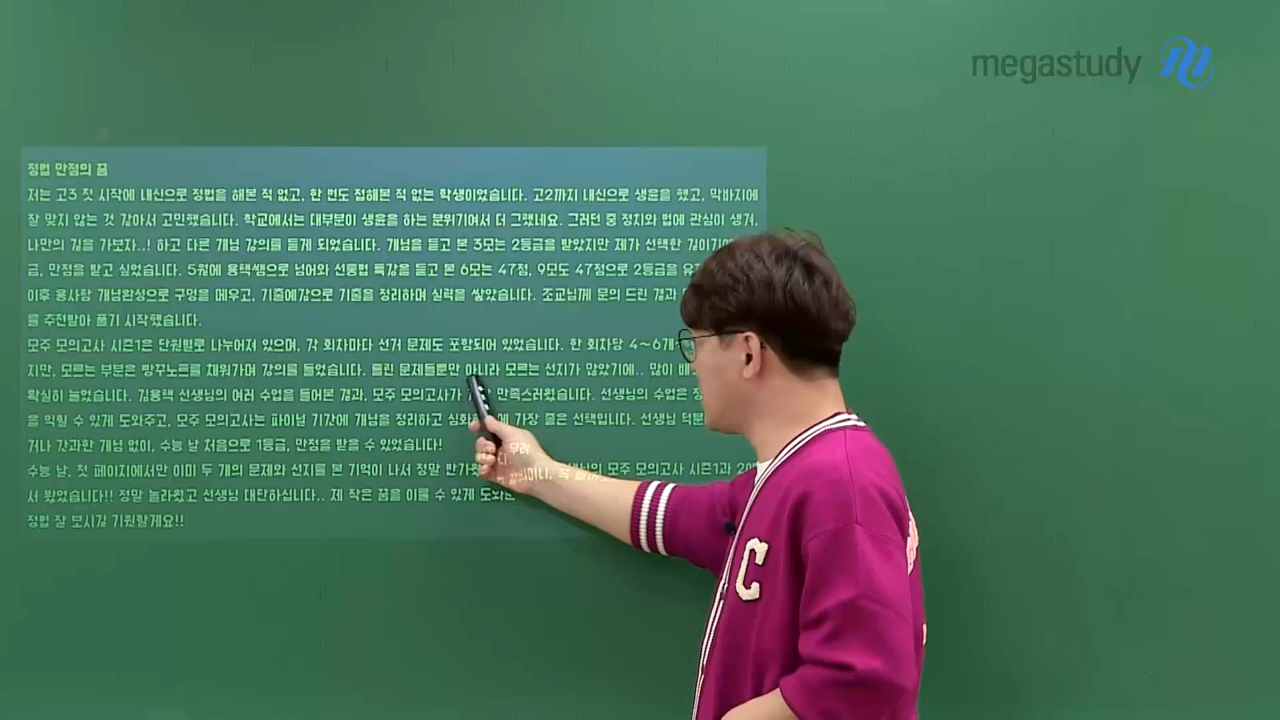 megastudy
정법 만점의 꿈
저는 고3 첫 시작에 내신으로 정법을 해본 적 없고, 한 번도 접해본 적 없는 학생이었습니다. 고2까지 내신으로 생윤을 했고, 막바지에
잘 맞지 않는 것 같아서 고민했습니다. 학교에서는 대부분이 생윤을 하는 분위기여서 더 그랬네요. 그러던 중 정치와 법에 관심이 생겨,
나만의 길을 가보자..! 하고 다른 개념 강의를 듣게 되었습니다. 개념을 듣고 본 3모는 2등급을 받았지만 제가 선택한 길이기에
금, 만점을 받고 싶었습니다. 5월에 용택쌤으로 넘어와 선통법 특강을 듣고 본 6모는 47점, 9모도 47점으로 2등급을
이후 용사탐 개념완성으로 구멍을 메우고, 기출예감으로 기출을 정리하며 실력을 쌓았습니다. 조교님께 문의 드린 결과
를 추천받아 풀기 시작했습니다.
모주 모의고사 시즌1은 단원별로 나누어져 있으며, 각 회차마다 선거 문제도 포함되어 있었습니다. 한 회차당 4~6개
지만, 모르는 부분은 빵꾸노트를 채워가며 강의를 들었습니다. 틀린 문제들뿐만 아니라 모르는 선지가 많았기에.. 많이
확실히 늘었습니다. 김용택 선생님의 여러 수업을 들어본 결과, 모주 모의고사가 만족스러웠습니다. 선생님의 수업은
을 익힐 수 있게 도와주고, 모주 모의고사는 파이널 기간에 개념을 정리하고 가장 좋은 선택입니다. 선생님
거나 간과한 개념 없이, 수능 날 처음으로 1등급, 만점을 받을 수 있었습니다!
수능 날, 첫 페이지에서만 이미 두 개의 문제와 선지를 본 기억이 나서 정말 모주 모의고사 시즌1과
서 봤었습니다!! 정말 놀라웠고 선생님 대단하십니다.. 제 작은 꿈을 이룰 수 있게
정법 잘 보시길 기원할게요!!
C